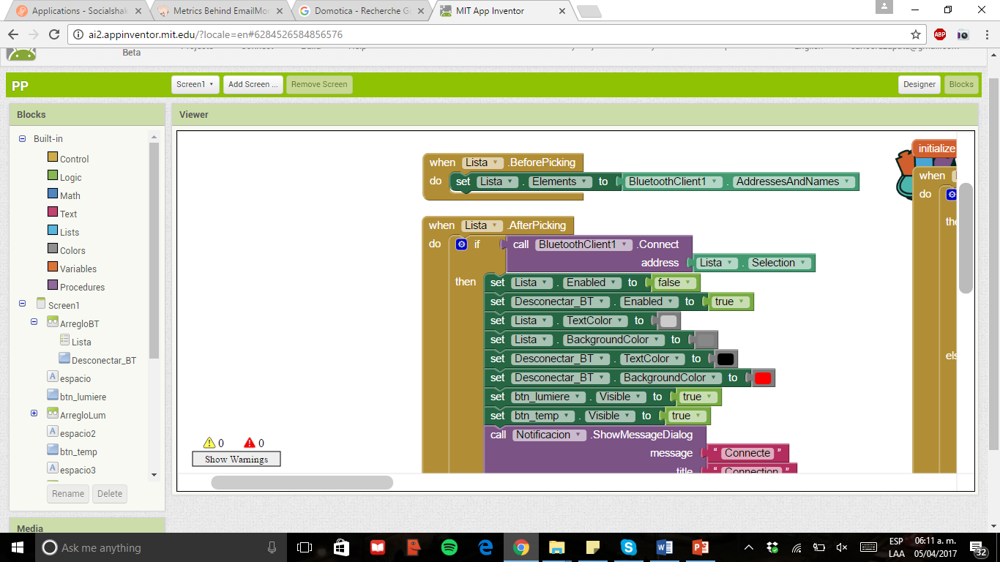 Applications - Socialshak
Metrics Behind EmailMo
Domotica - Recherche G
MIT App Inventor
ai2.appinventor.mit.edu/?locale=en#6284526584856576
ABP
Beta
PP
Screen1
Add Screen ...
Remove Screen
Designer
Blocks
Blocks
Viewer
Built-in
Control
Logic
Math
Text
Lists
Colors
Variables
Procedures
Screen1
ArregloBT
Lista
Desconectar_BT
espacio
btn_lumiere
ArregloLum
espacio2
btn_temp
espacio3
Rename
Delete
Media
when Lista .BeforePicking
do set Lista . Elements to BluetoothClient1 . AddressesAndNames
when Lista .AfterPicking
do if call BluetoothClient1 .Connect
address Lista . Selection
then set Lista . Enabled to false
set Desconectar_BT . Enabled to true
set Lista . TextColor to
set Lista . BackgroundColor to
set Desconectar_BT . TextColor to
set Desconectar_BT . BackgroundColor to
set btn_lumiere . Visible to true
set btn_temp . Visible to true
call Notificacion .ShowMessageDialog
message " Connecte "
title " Connection "
initialize
when
do
the
els
0 0
Show Warnings
Ask me anything
ESP
LAA
06:11 a. m.
05/04/2017
32